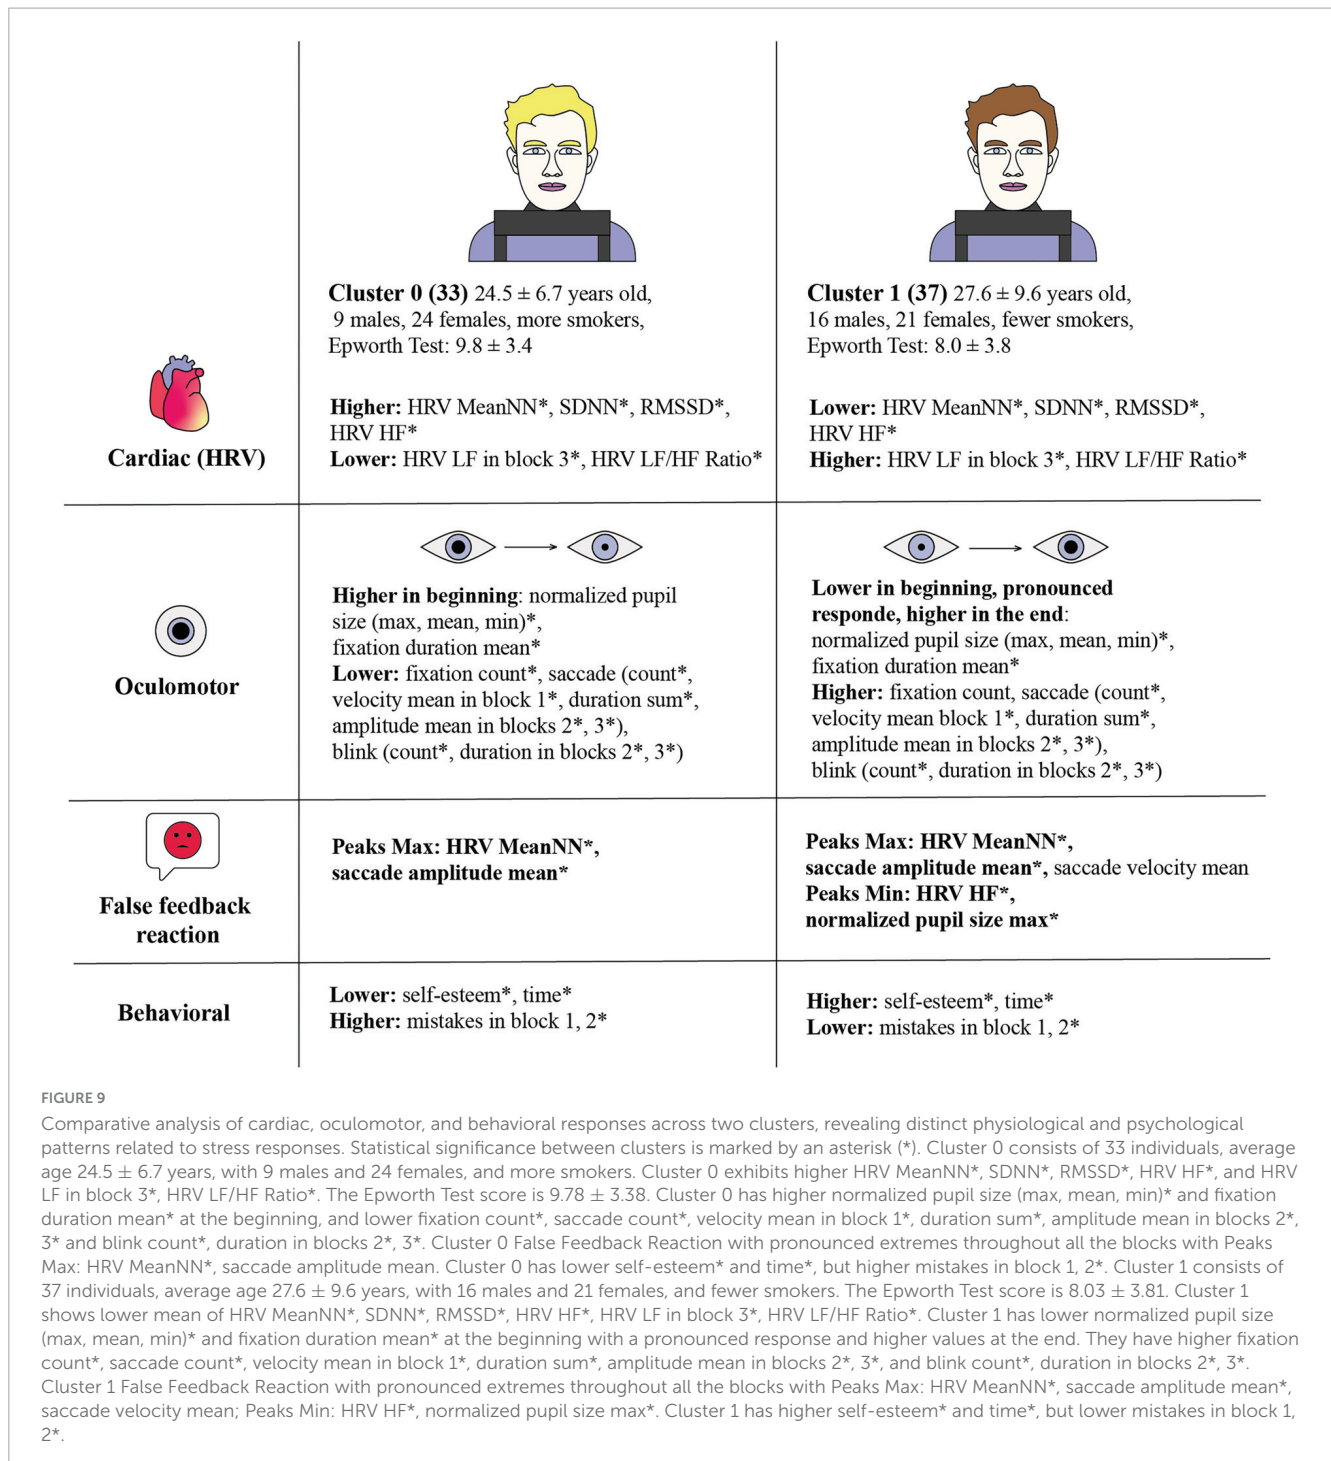 Cluster 0 (33) 24.5 ± 6.7 years old,
9 males, 24 females, more smokers,
Epworth Test: 9.8 ± 3.4
Cluster 1 (37) 27.6 ± 9.6 years old,
16 males, 21 females, fewer smokers,
Epworth Test: 8.0 ± 3.8
Cardiac (HRV)
Higher: HRV MeanNN*, SDNN*, RMSSD*,
HRV HF*
Lower: HRV LF in block 3*, HRV LF/HF Ratio*
Lower: HRV MeanNN*, SDNN*, RMSSD*,
HRV HF*
Higher: HRV LF in block 3*, HRV LF/HF Ratio*
Oculomotor
Higher in beginning: normalized pupil
size (max, mean, min)*,
fixation duration mean*
Lower: fixation count*, saccade (count*,
velocity mean in block 1*, duration sum*,
amplitude mean in blocks 2*, 3*),
blink (count*, duration in blocks 2*, 3*)
Lower in beginning, pronounced
responde, higher in the end:
normalized pupil size (max, mean, min)*,
fixation duration mean*
Higher: fixation count, saccade (count*,
velocity mean block 1*, duration sum*,
amplitude mean in blocks 2*, 3*),
blink (count*, duration in blocks 2*, 3*)
False feedback
reaction
Peaks Max: HRV MeanNN*,
saccade amplitude mean*
Peaks Max: HRV MeanNN*,
saccade amplitude mean*, saccade velocity mean
Peaks Min: HRV HF*,
normalized pupil size max*
Behavioral
Lower: self-esteem*, time*
Higher: mistakes in block 1, 2*
Higher: self-esteem*, time*
Lower: mistakes in block 1, 2*
FIGURE 9
Comparative analysis of cardiac, oculomotor, and behavioral responses across two clusters, revealing distinct physiological and psychological
patterns related to stress responses. Statistical significance between clusters is marked by an asterisk (*). Cluster 0 consists of 33 individuals, average
age 24.5 ± 6.7 years, with 9 males and 24 females, and more smokers. Cluster 0 exhibits higher HRV MeanNN*, SDNN*, RMSSD*, HRV HF*, and HRV
LF in block 3*, HRV LF/HF Ratio*. The Epworth Test score is 9.78 ± 3.38. Cluster 0 has higher normalized pupil size (max, mean, min)* and fixation
duration mean* at the beginning, and lower fixation count*, saccade count*, velocity mean in block 1*, duration sum*, amplitude mean in blocks 2*,
3* and blink count*, duration in blocks 2*, 3*. Cluster 0 False Feedback Reaction with pronounced extremes throughout all the blocks with Peaks
Max: HRV MeanNN*, saccade amplitude mean. Cluster 0 has lower self-esteem* and time*, but higher mistakes in block 1, 2*. Cluster 1 consists of
37 individuals, average age 27.6 ± 9.6 years, with 16 males and 21 females, and fewer smokers. The Epworth Test score is 8.03 ± 3.81. Cluster 1
shows lower mean of HRV MeanNN*, SDNN*, RMSSD*, HRV HF*, HRV LF in block 3*, HRV LF/HF Ratio*. Cluster 1 has lower normalized pupil size
(max, mean, min)* and fixation duration mean* at the beginning with a pronounced response and higher values at the end. They have higher fixation
count*, saccade count*, velocity mean in block 1*, duration sum*, amplitude mean in blocks 2*, 3*, and blink count*, duration in blocks 2*, 3*.
Cluster 1 False Feedback Reaction with pronounced extremes throughout all the blocks with Peaks Max: HRV MeanNN*, saccade amplitude mean*,
saccade velocity mean; Peaks Min: HRV HF*, normalized pupil size max*. Cluster 1 has higher self-esteem* and time*, but lower mistakes in block 1,
2*.